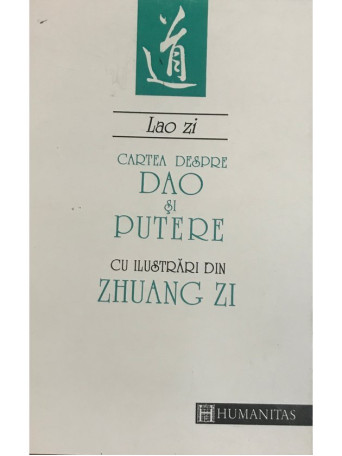 道
Lao zi
CARTEA DESPRE
DAO
ŞI
PUTERE
CU ILUSTRĂRI DIN
ZHUANG ZI
H HUMANITAS